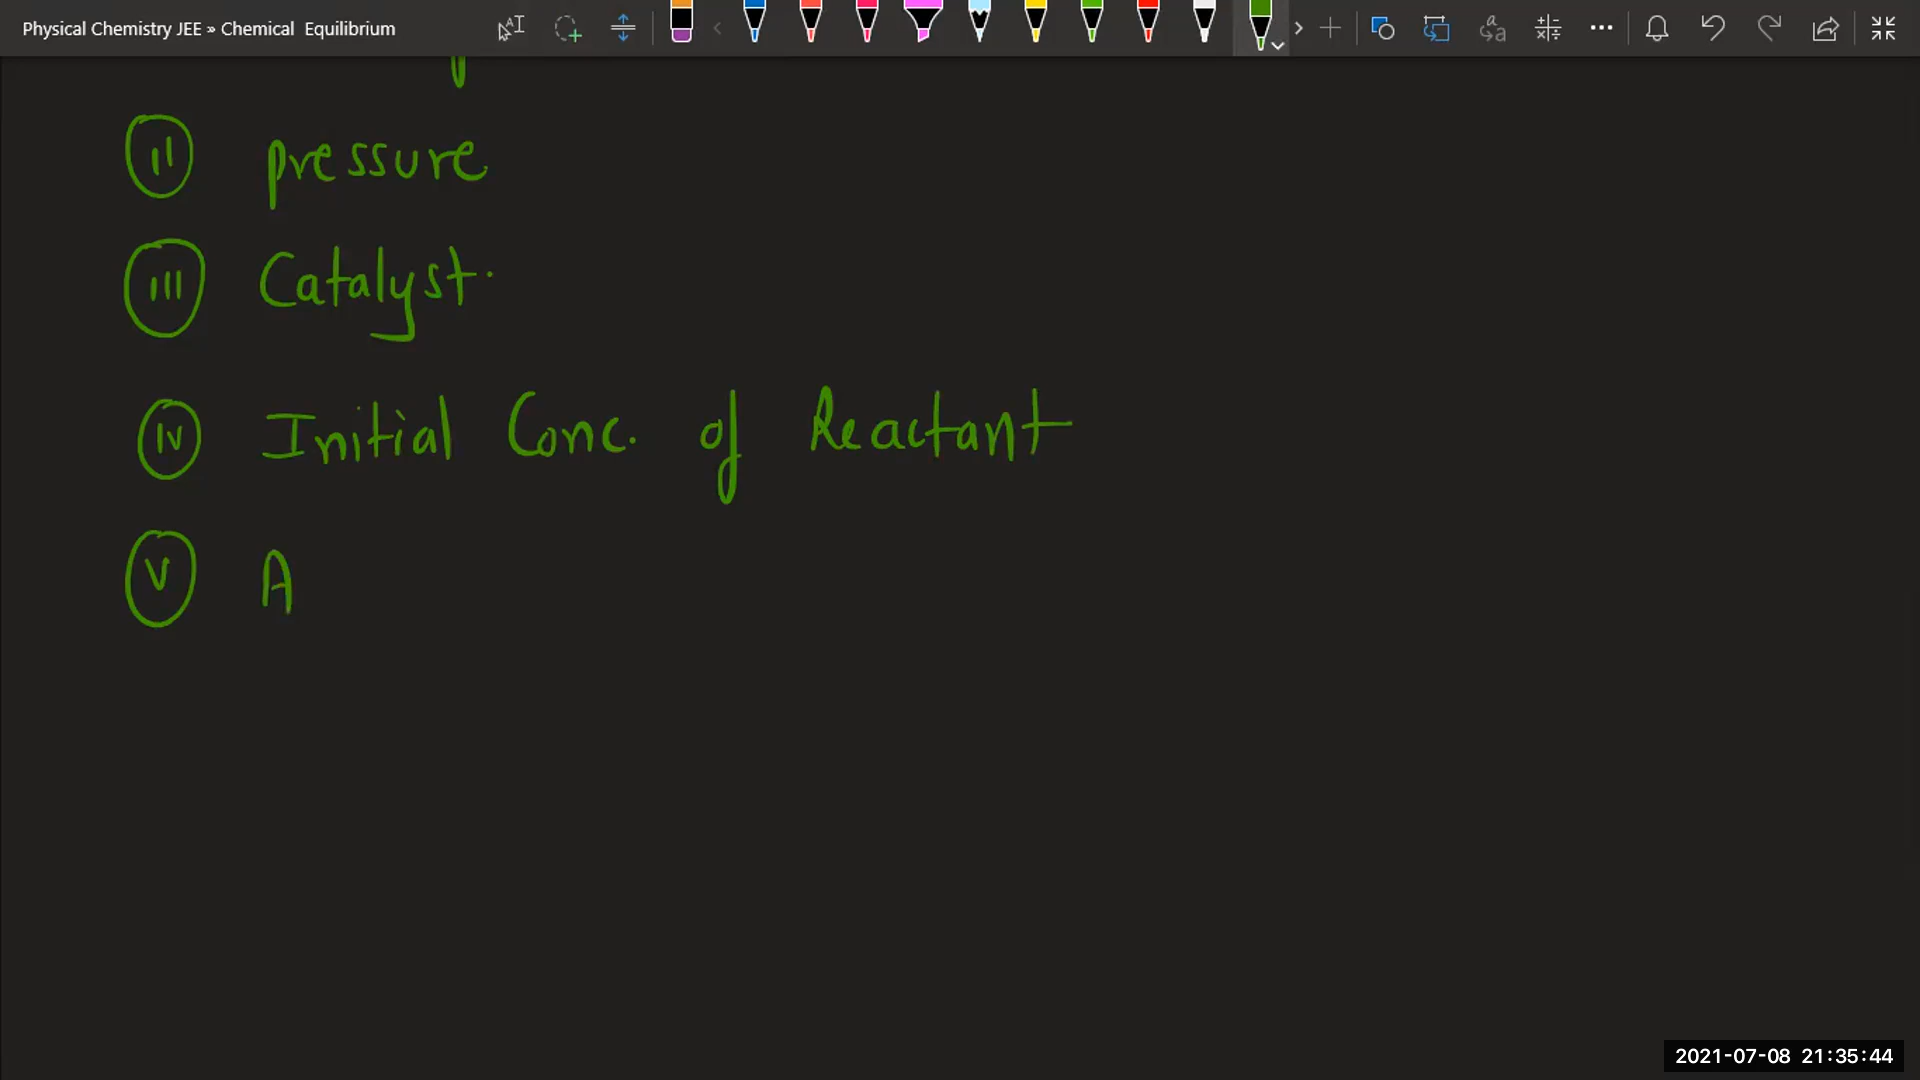 Physical Chemistry JEE » Chemical Equilibrium
(ii) pressure
(iii) Catalyst.
(iv) Initial Conc. of Reactant
(v) A
2021-07-08 21:35:44